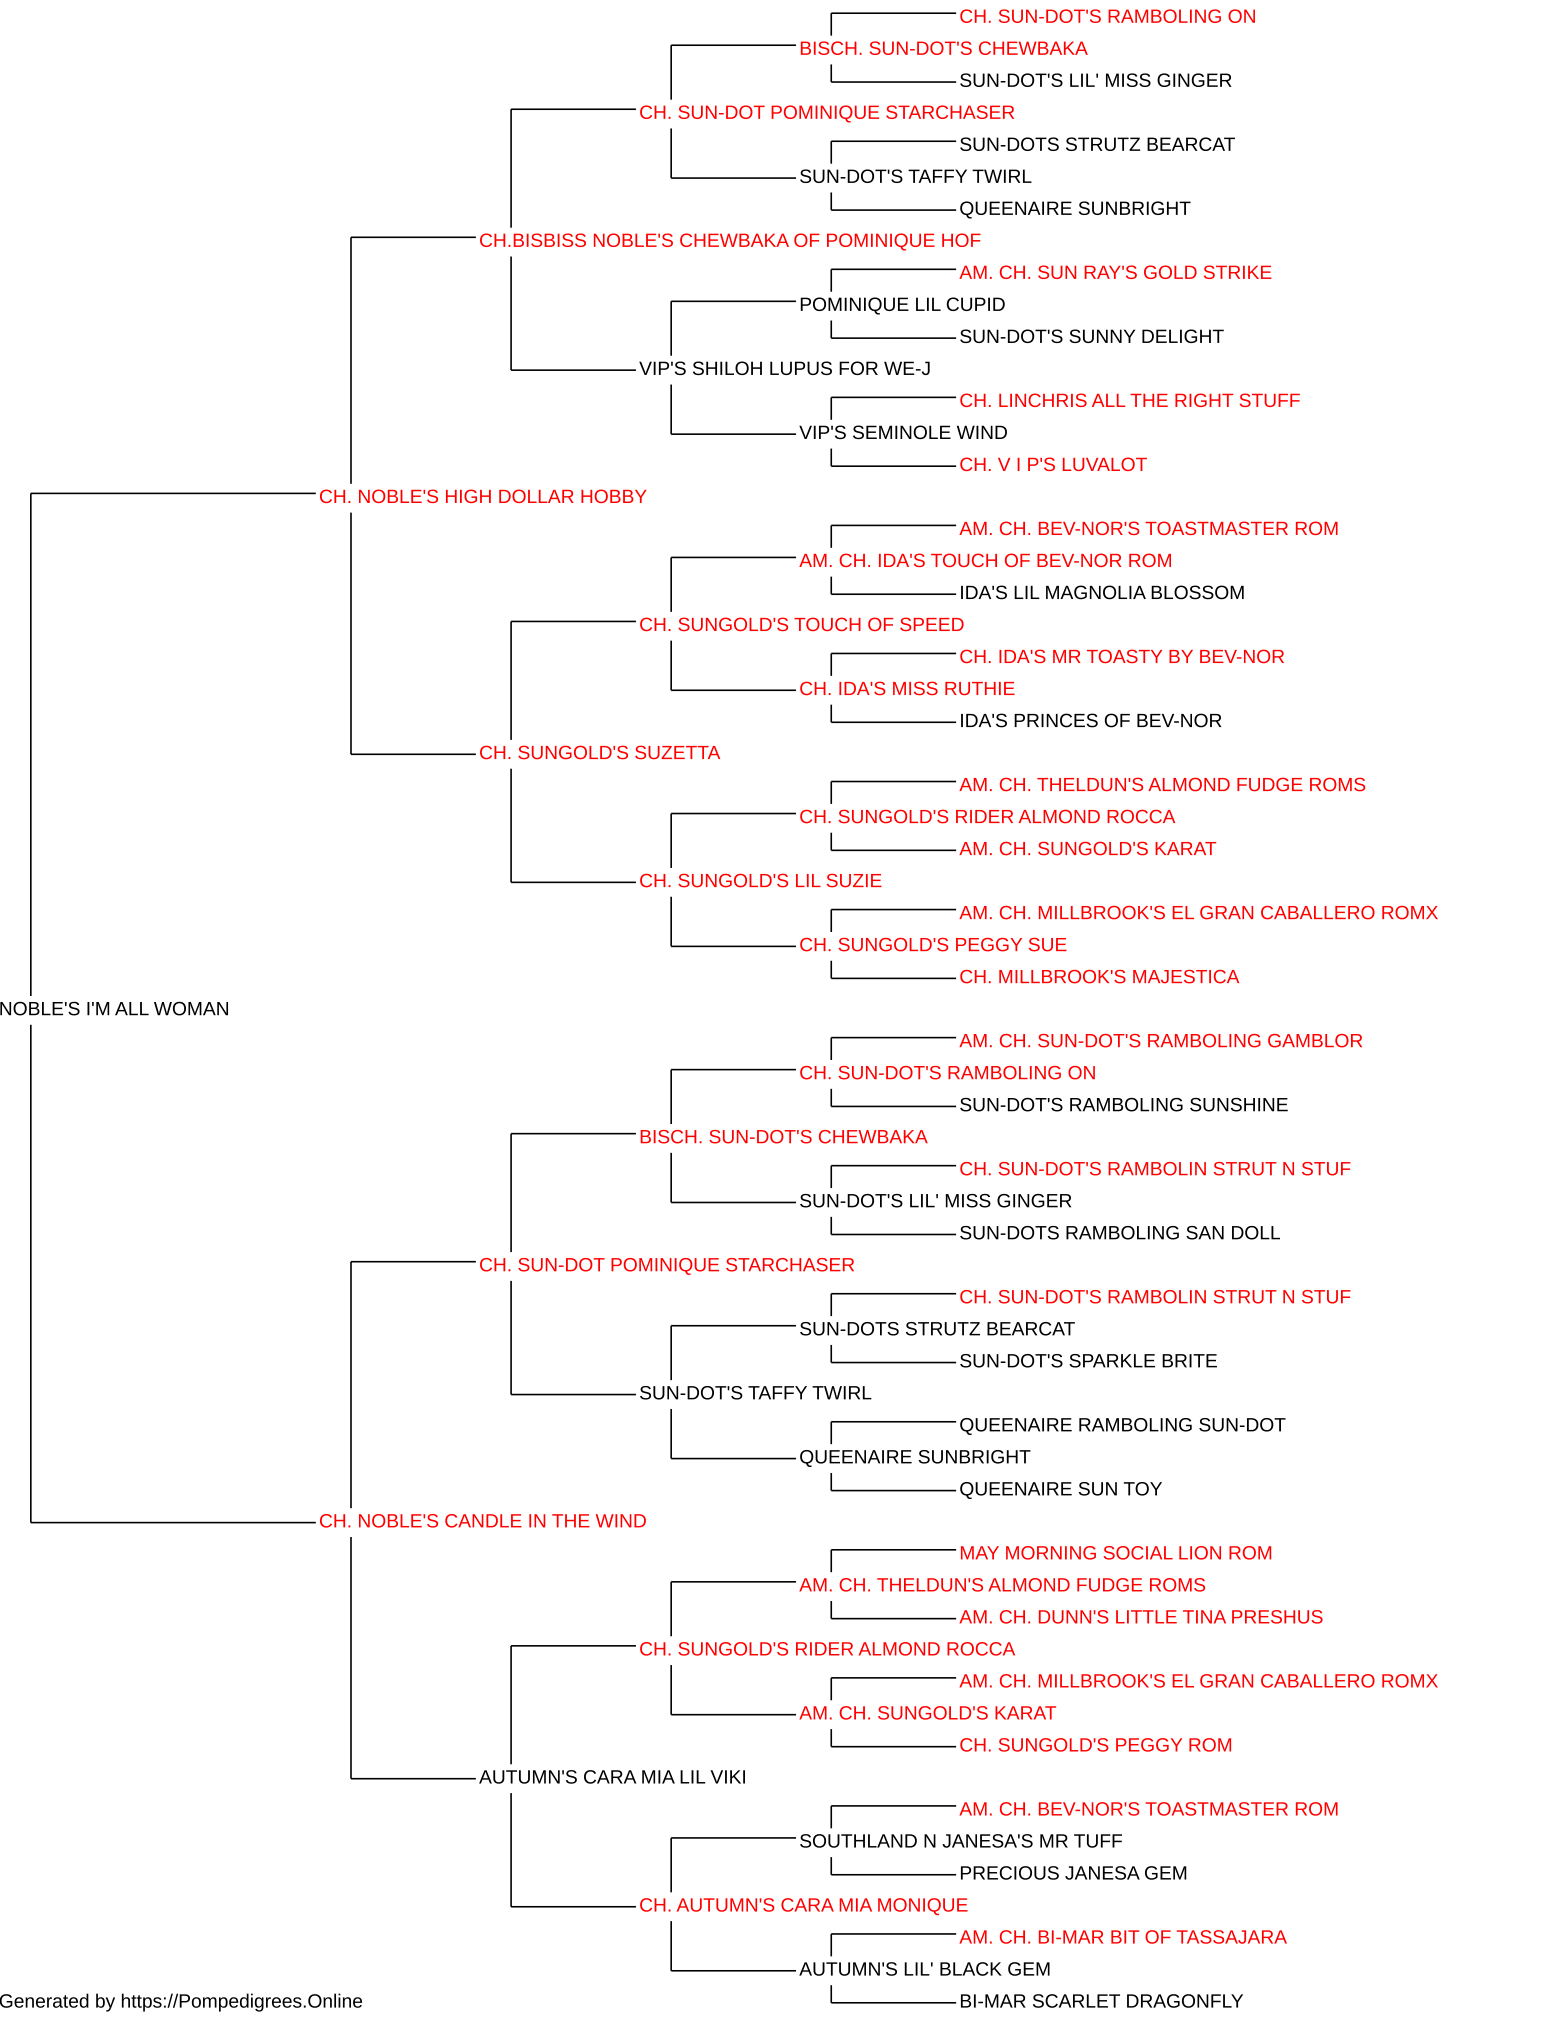 CH. SUN-DOT'S RAMBOLING ON
BISCH. SUN-DOT'S CHEWBAKA
SUN-DOT'S LIL' MISS GINGER
CH. SUN-DOT POMINIQUE STARCHASER
SUN-DOTS STRUTZ BEARCAT
SUN-DOT'S TAFFY TWIRL
QUEENAIRE SUNBRIGHT
CH.BISBISS NOBLE'S CHEWBAKA OF POMINIQUE HOF
AM. CH. SUN RAY'S GOLD STRIKE
POMINIQUE LIL CUPID
SUN-DOT'S SUNNY DELIGHT
VIP'S SHILOH LUPUS FOR WE-J
CH. LINCHRIS ALL THE RIGHT STUFF
VIP'S SEMINOLE WIND
CH. V I P'S LUVALOT
CH. NOBLE'S HIGH DOLLAR HOBBY
AM. CH. BEV-NOR'S TOASTMASTER ROM
AM. CH. IDA'S TOUCH OF BEV-NOR ROM
IDA'S LIL MAGNOLIA BLOSSOM
CH. SUNGOLD'S TOUCH OF SPEED
CH. IDA'S MR TOASTY BY BEV-NOR
CH. IDA'S MISS RUTHIE
IDA'S PRINCES OF BEV-NOR
CH. SUNGOLD'S SUZETTA
AM. CH. THELDUN'S ALMOND FUDGE ROMS
CH. SUNGOLD'S RIDER ALMOND ROCCA
AM. CH. SUNGOLD'S KARAT
CH. SUNGOLD'S LIL SUZIE
AM. CH. MILLBROOK'S EL GRAN CABALLERO ROMX
CH. SUNGOLD'S PEGGY SUE
CH. MILLBROOK'S MAJESTICA
NOBLE'S I'M ALL WOMAN
AM. CH. SUN-DOT'S RAMBOLING GAMBLOR
CH. SUN-DOT'S RAMBOLING ON
SUN-DOT'S RAMBOLING SUNSHINE
BISCH. SUN-DOT'S CHEWBAKA
CH. SUN-DOT'S RAMBOLIN STRUT N STUF
SUN-DOT'S LIL' MISS GINGER
SUN-DOTS RAMBOLING SAN DOLL
CH. SUN-DOT POMINIQUE STARCHASER
CH. SUN-DOT'S RAMBOLIN STRUT N STUF
SUN-DOTS STRUTZ BEARCAT
SUN-DOT'S SPARKLE BRITE
SUN-DOT'S TAFFY TWIRL
QUEENAIRE RAMBOLING SUN-DOT
QUEENAIRE SUNBRIGHT
QUEENAIRE SUN TOY
CH. NOBLE'S CANDLE IN THE WIND
MAY MORNING SOCIAL LION ROM
AM. CH. THELDUN'S ALMOND FUDGE ROMS
AM. CH. DUNN'S LITTLE TINA PRESHUS
CH. SUNGOLD'S RIDER ALMOND ROCCA
AM. CH. MILLBROOK'S EL GRAN CABALLERO ROMX
AM. CH. SUNGOLD'S KARAT
CH. SUNGOLD'S PEGGY ROM
AUTUMN'S CARA MIA LIL VIKI
AM. CH. BEV-NOR'S TOASTMASTER ROM
SOUTHLAND N JANESA'S MR TUFF
PRECIOUS JANESA GEM
CH. AUTUMN'S CARA MIA MONIQUE
AM. CH. BI-MAR BIT OF TASSAJARA
AUTUMN'S LIL' BLACK GEM
BI-MAR SCARLET DRAGONFLY
Generated by https://Pompedigrees.Online